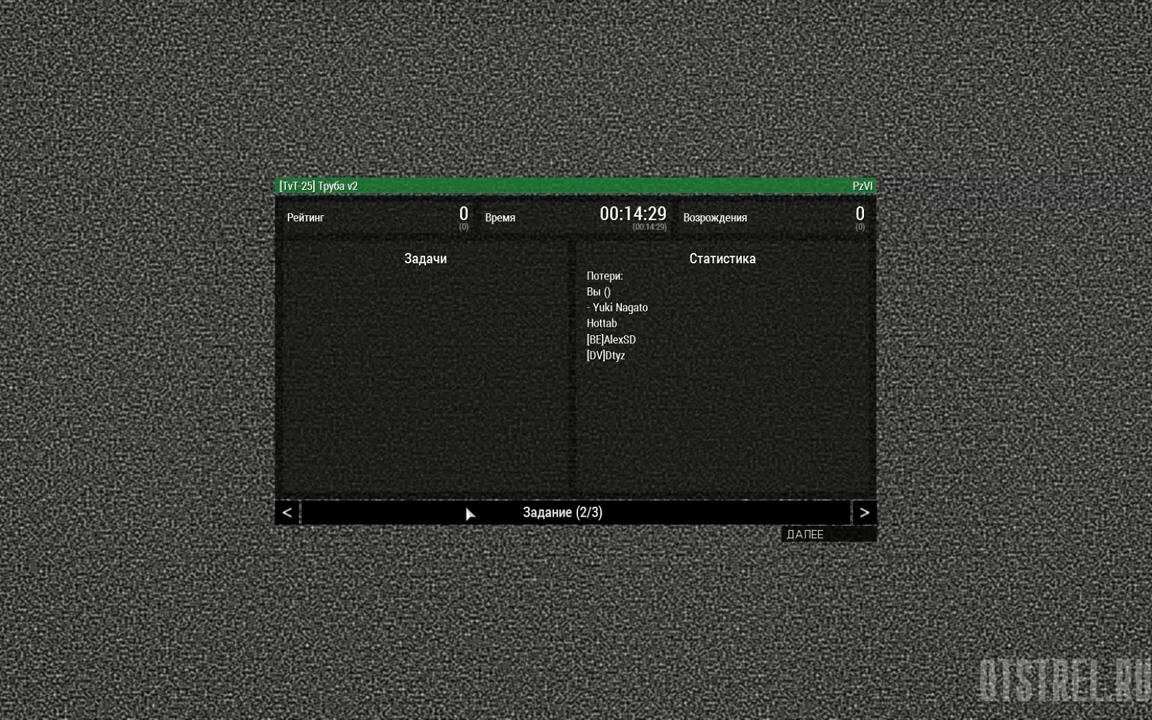 [TvT-25] Труба v2 PzVI
Рейтинг 0 (0) Время 00:14:29 (00:14:29) Возрождения 0 (0)
Задачи
Статистика
Потери:
Вы ()
- Yuki Nagato
Hottab
[BE]AlexSD
[DV]Dtyz
< Задание (2/3) >
ДАЛЕЕ
OTSTREL.RU